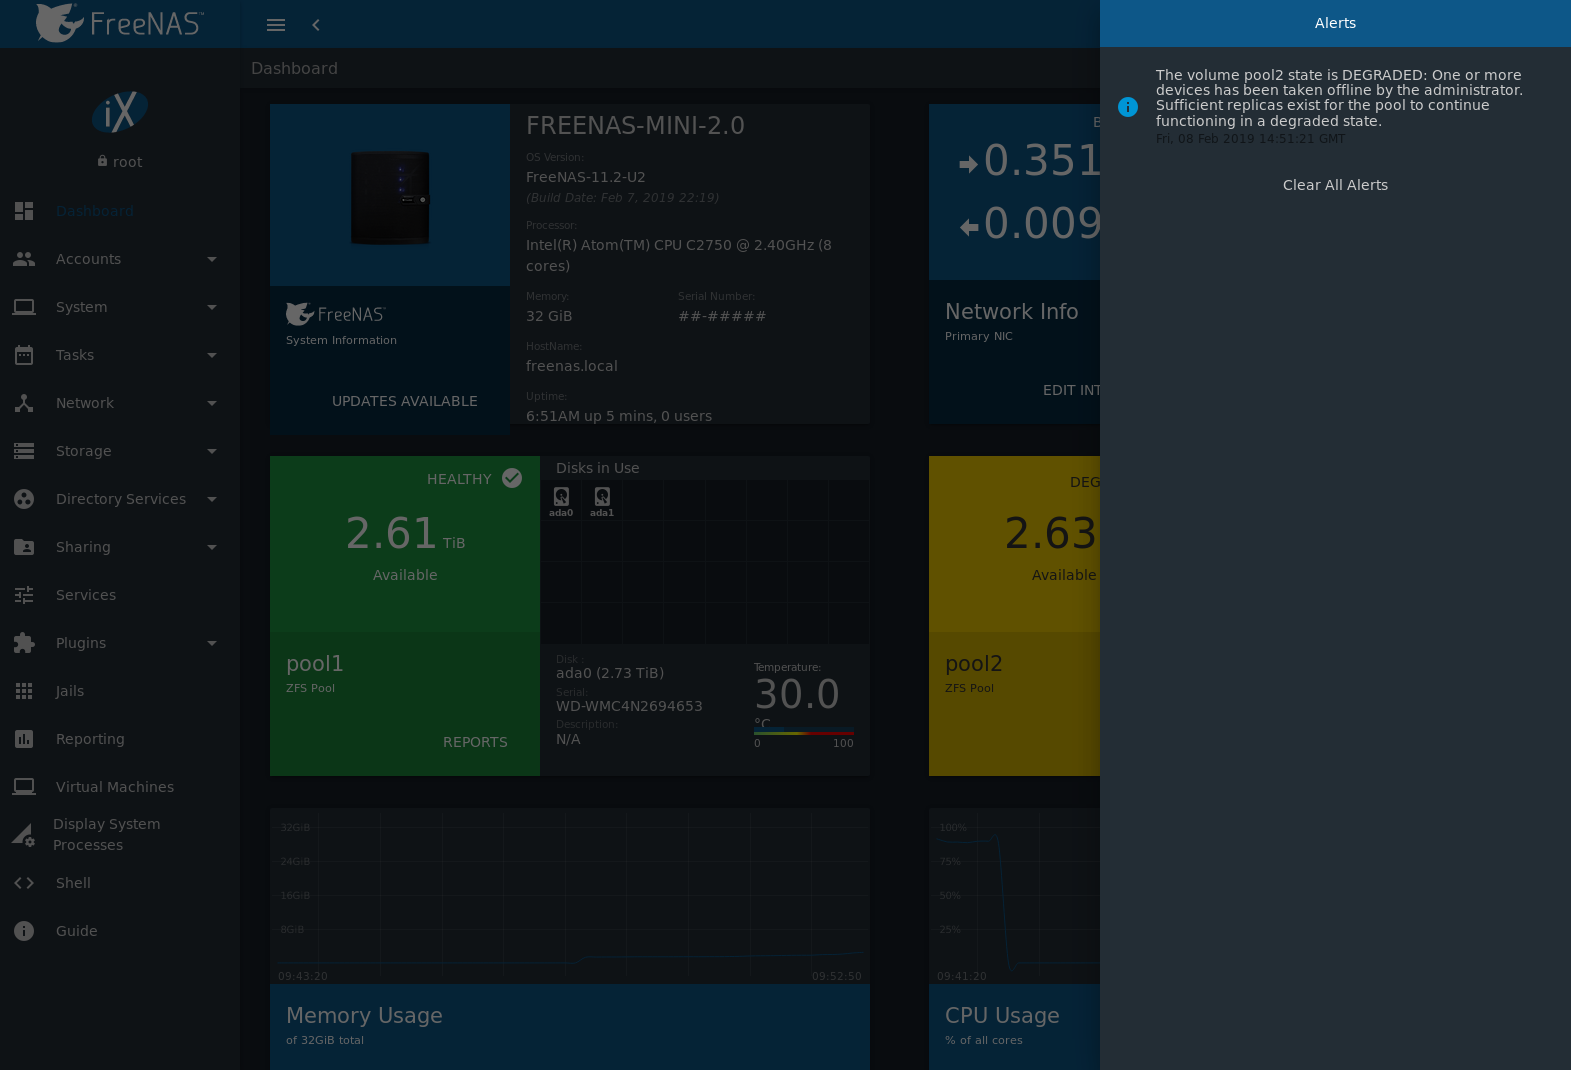 FreeNAS™
Alerts
Dashboard
The volume pool2 state is DEGRADED: One or more
devices has been taken offline by the administrator.
Sufficient replicas exist for the pool to continue
functioning in a degraded state.
Fri, 08 Feb 2019 14:51:21 GMT
Clear All Alerts
iX
root
Dashboard
Accounts
System
Tasks
Network
Storage
Directory Services
Sharing
Services
Plugins
Jails
Reporting
Virtual Machines
Display System
Processes
Shell
Guide
FreeNAS
System Information
UPDATES AVAILABLE
FREENAS-MINI-2.0
OS Version:
FreeNAS-11.2-U2
(Build Date: Feb 7, 2019 22:19)
Processor:
Intel(R) Atom(TM) CPU C2750 @ 2.40GHz (8
cores)
Memory:
32 GiB
Serial Number:
##-#####
HostName:
freenas.local
Uptime:
6:51AM up 5 mins, 0 users
0.351
0.009
Network Info
Primary NIC
EDIT INT
HEALTHY
2.61 TiB
Available
pool1
ZFS Pool
REPORTS
Disks in Use
ada0
ada1
Disk :
ada0 (2.73 TiB)
Serial:
WD-WMC4N2694653
Description:
N/A
Temperature:
30.0
°C
0
100
DEG
2.63
Available
pool2
ZFS Pool
32GiB
24GiB
16GiB
8GiB
09:43:20
09:52:50
Memory Usage
of 32GiB total
100%
75%
50%
25%
09:41:20
CPU Usage
% of all cores